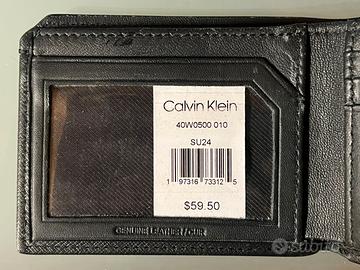 Calvin Klein
40W0500 010
SU24
1 97316 73312 5
$59.50
GENUINE LEATHER / CUIR
subito